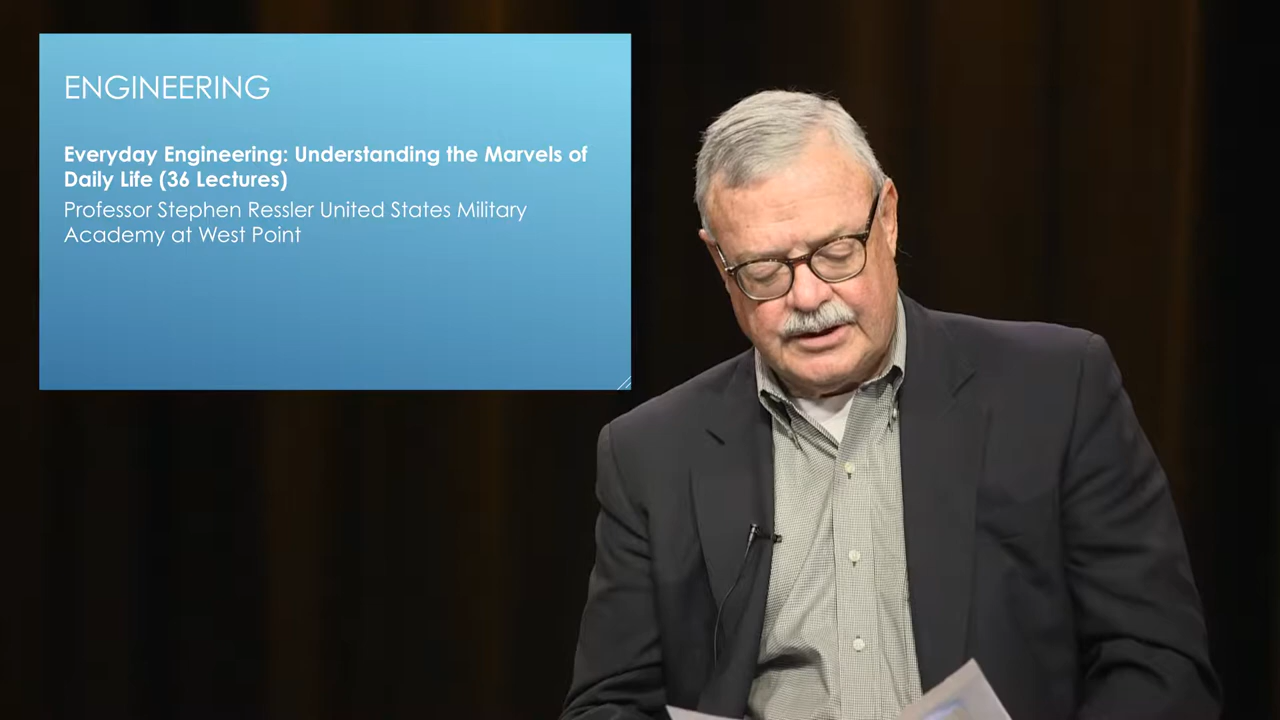 ENGINEERING
Everyday Engineering: Understanding the Marvels of
Daily Life (36 Lectures)
Professor Stephen Ressler United States Military
Academy at West Point